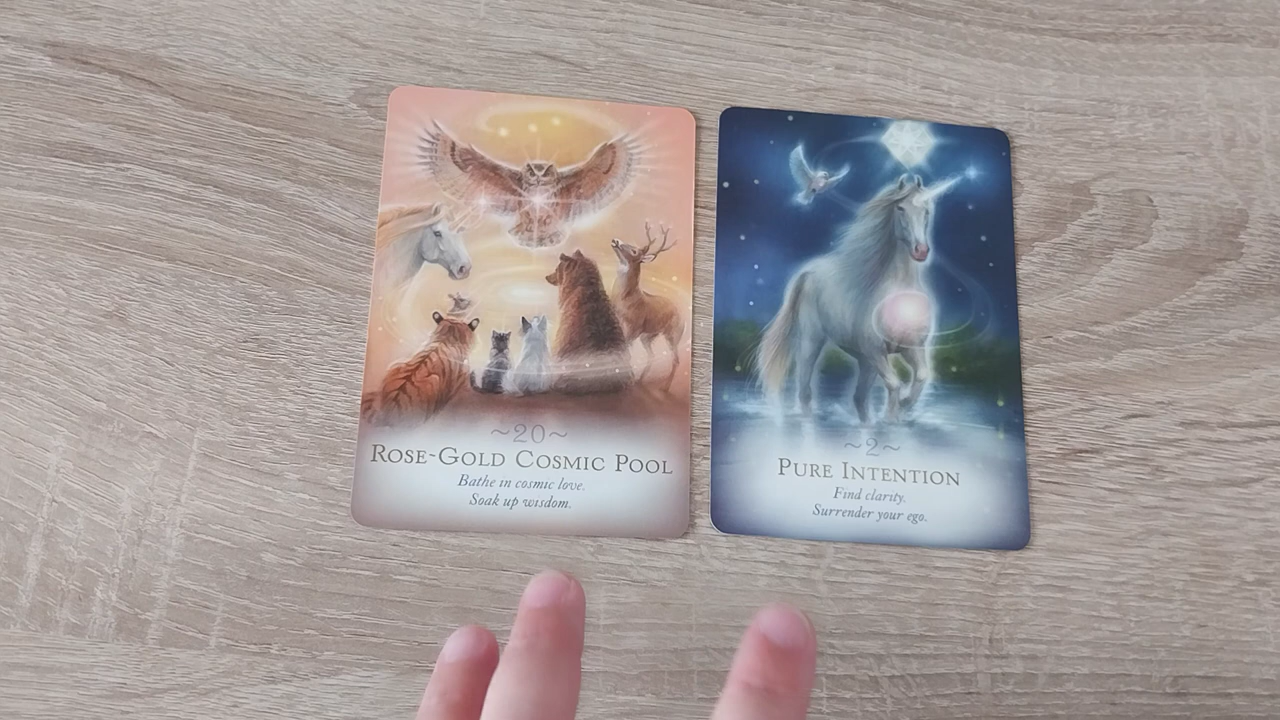 ~20~
Rose-Gold Cosmic Pool
Bathe in cosmic love.
Soak up wisdom.
~2~
Pure Intention
Find clarity.
Surrender your ego.